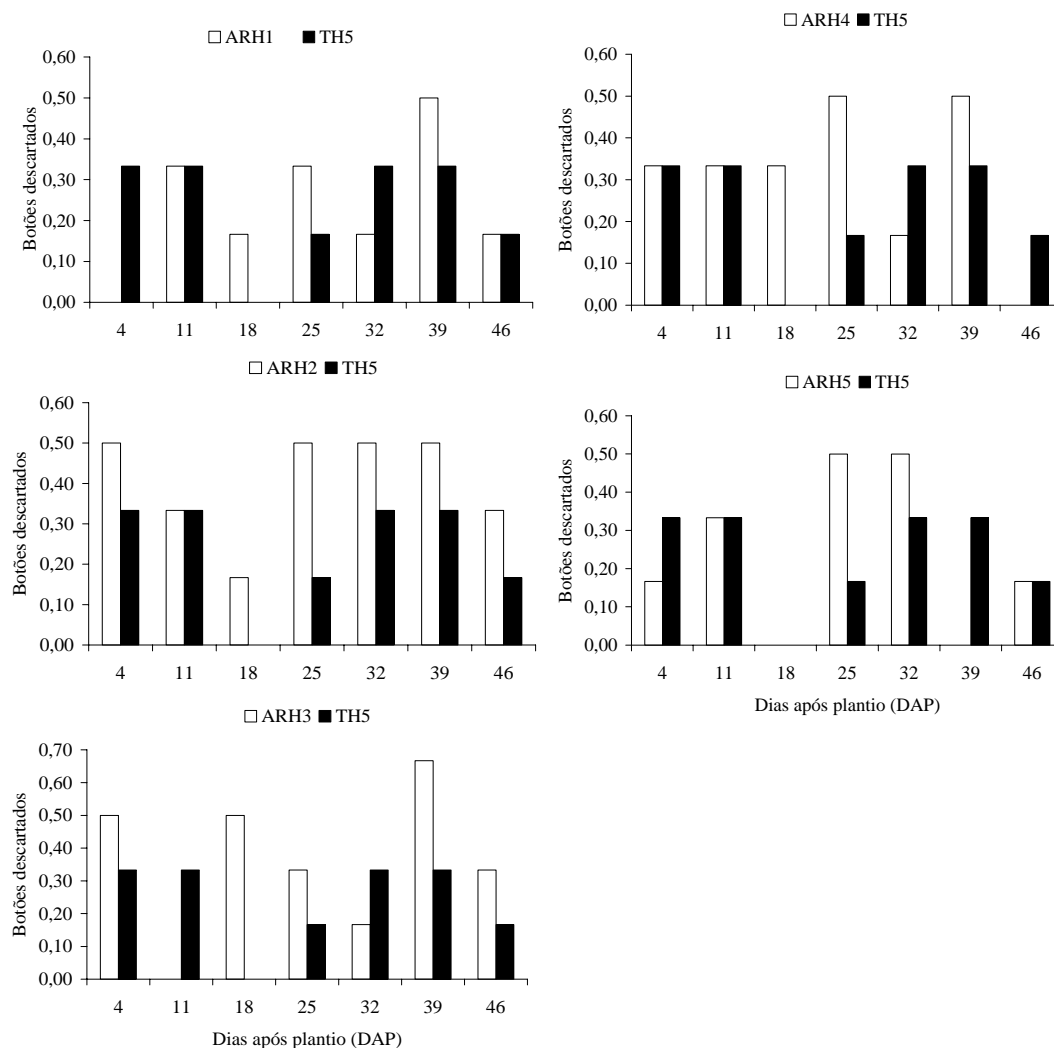 ARH1 TH5
Botões descartados
0,60
0,50
0,40
0,30
0,20
0,10
0,00
4 11 18 25 32 39 46
ARH4 TH5
Botões descartados
0,60
0,50
0,40
0,30
0,20
0,10
0,00
4 11 18 25 32 39 46
ARH2 TH5
Botões descartados
0,60
0,50
0,40
0,30
0,20
0,10
0,00
4 11 18 25 32 39 46
ARH5 TH5
Botões descartados
0,60
0,50
0,40
0,30
0,20
0,10
0,00
4 11 18 25 32 39 46
Dias após plantio (DAP)
ARH3 TH5
Botões descartados
0,70
0,60
0,50
0,40
0,30
0,20
0,10
0,00
4 11 18 25 32 39 46
Dias após plantio (DAP)